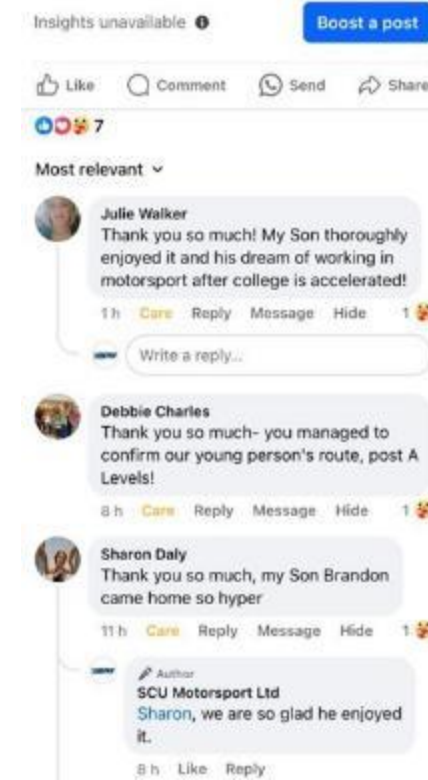 Insights unavailable
Boost a post
Like Comment Send Share
7
Most relevant
Julie Walker
Thank you so much! My Son thoroughly
enjoyed it and his dream of working in
motorsport after college is accelerated!
1 h Care Reply Message Hide 1
Write a reply...
Debbie Charles
Thank you so much- you managed to
confirm our young person's route, post A
Levels!
8 h Care Reply Message Hide 1
Sharon Daly
Thank you so much, my Son Brandon
came home so hyper
11 h Care Reply Message Hide 1
Author
SCU Motorsport Ltd
Sharon, we are so glad he enjoyed
it.
8 h Like Reply